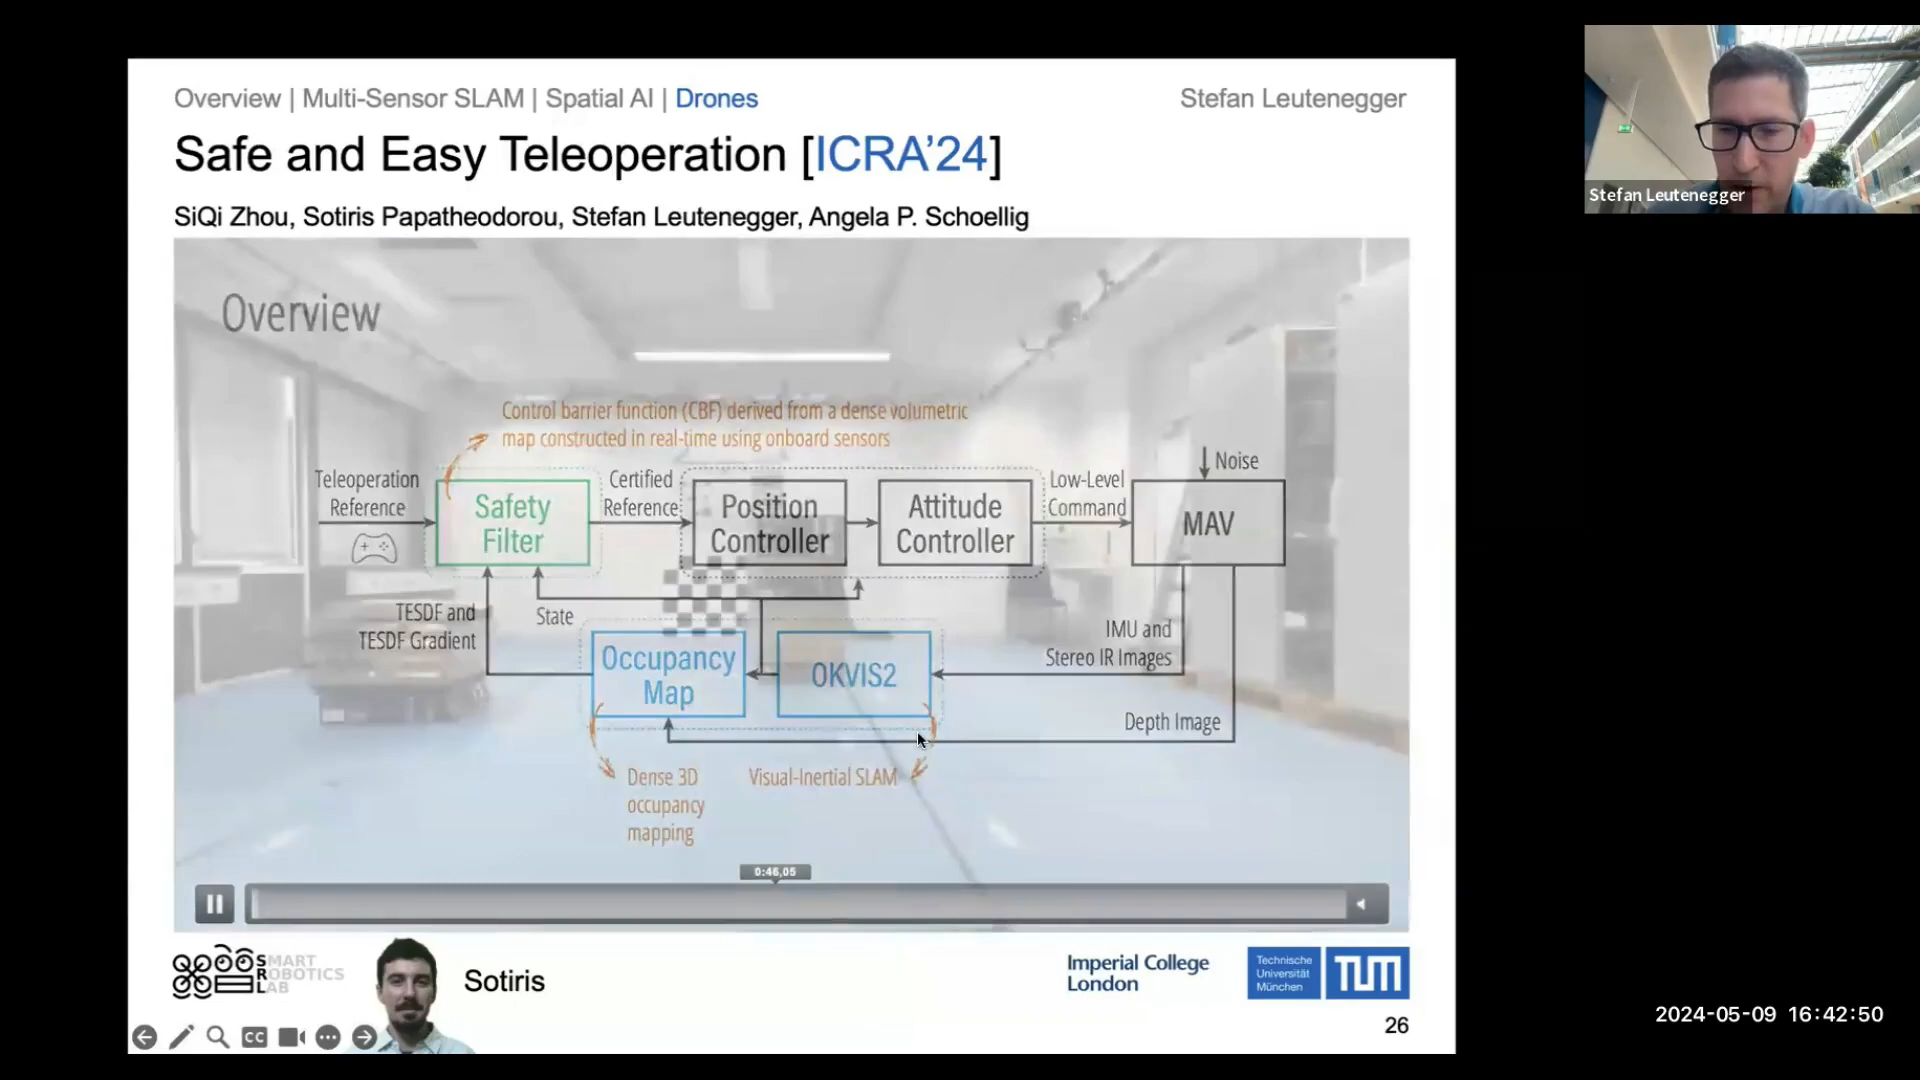 Overview | Multi-Sensor SLAM | Spatial AI | Drones
Stefan Leutenegger
Safe and Easy Teleoperation [ICRA'24]
SiQi Zhou, Sotiris Papatheodorou, Stefan Leutenegger, Angela P. Schoellig
Stefan Leutenegger
Overview
Control barrier function (CBF) derived from a dense volumetric
map constructed in real-time using onboard sensors
Teleoperation
Reference
Safety
Filter
Certified
Reference
Position
Controller
Attitude
Controller
Low-Level
Command
Noise
MAV
TESDF and
TESDF Gradient
State
Occupancy
Map
OKVIS2
IMU and
Stereo IR Images
Depth Image
Dense 3D
occupancy
mapping
Visual-Inertial SLAM
0:46,05
SMART
ROBOTICS
LAB
Sotiris
Imperial College
London
Technische
Universität
München
TUM
CC
26
2024-05-09 16:42:50